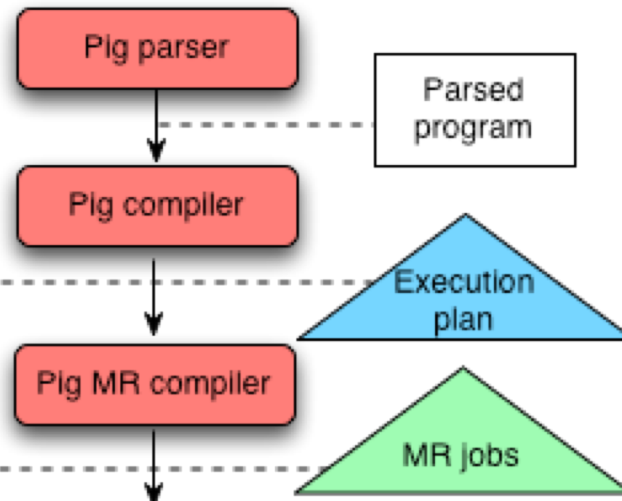 Pig parser
Parsed
program
Pig compiler
Execution
plan
Pig MR compiler
MR jobs